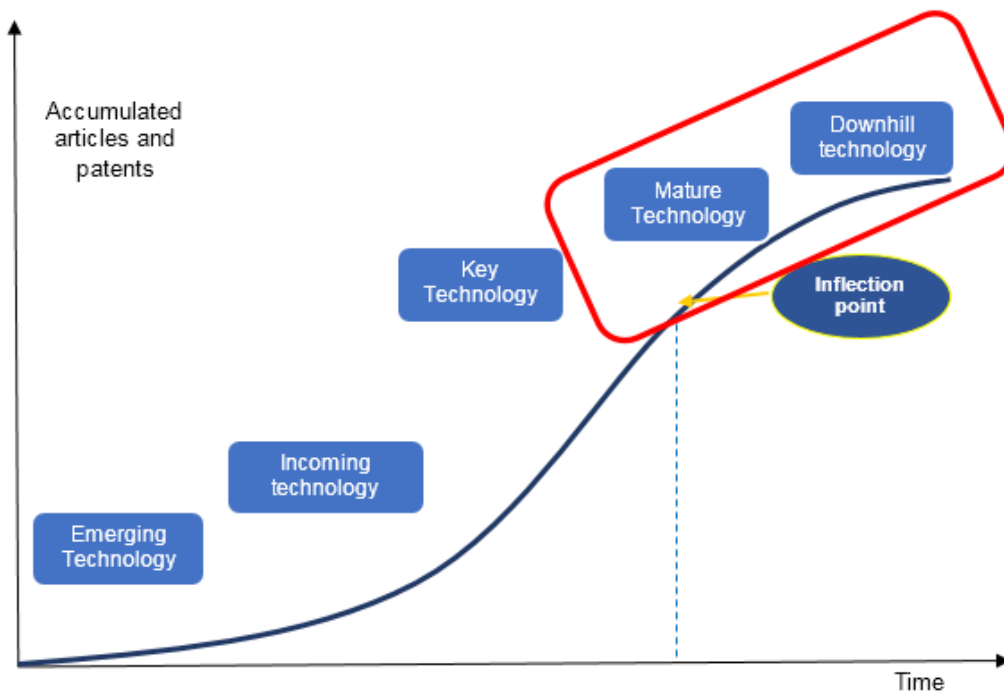 Accumulated
articles and
patents
Downhill
technology
Mature
Technology
Key
Technology
Inflection
point
Incoming
technology
Emerging
Technology
Time